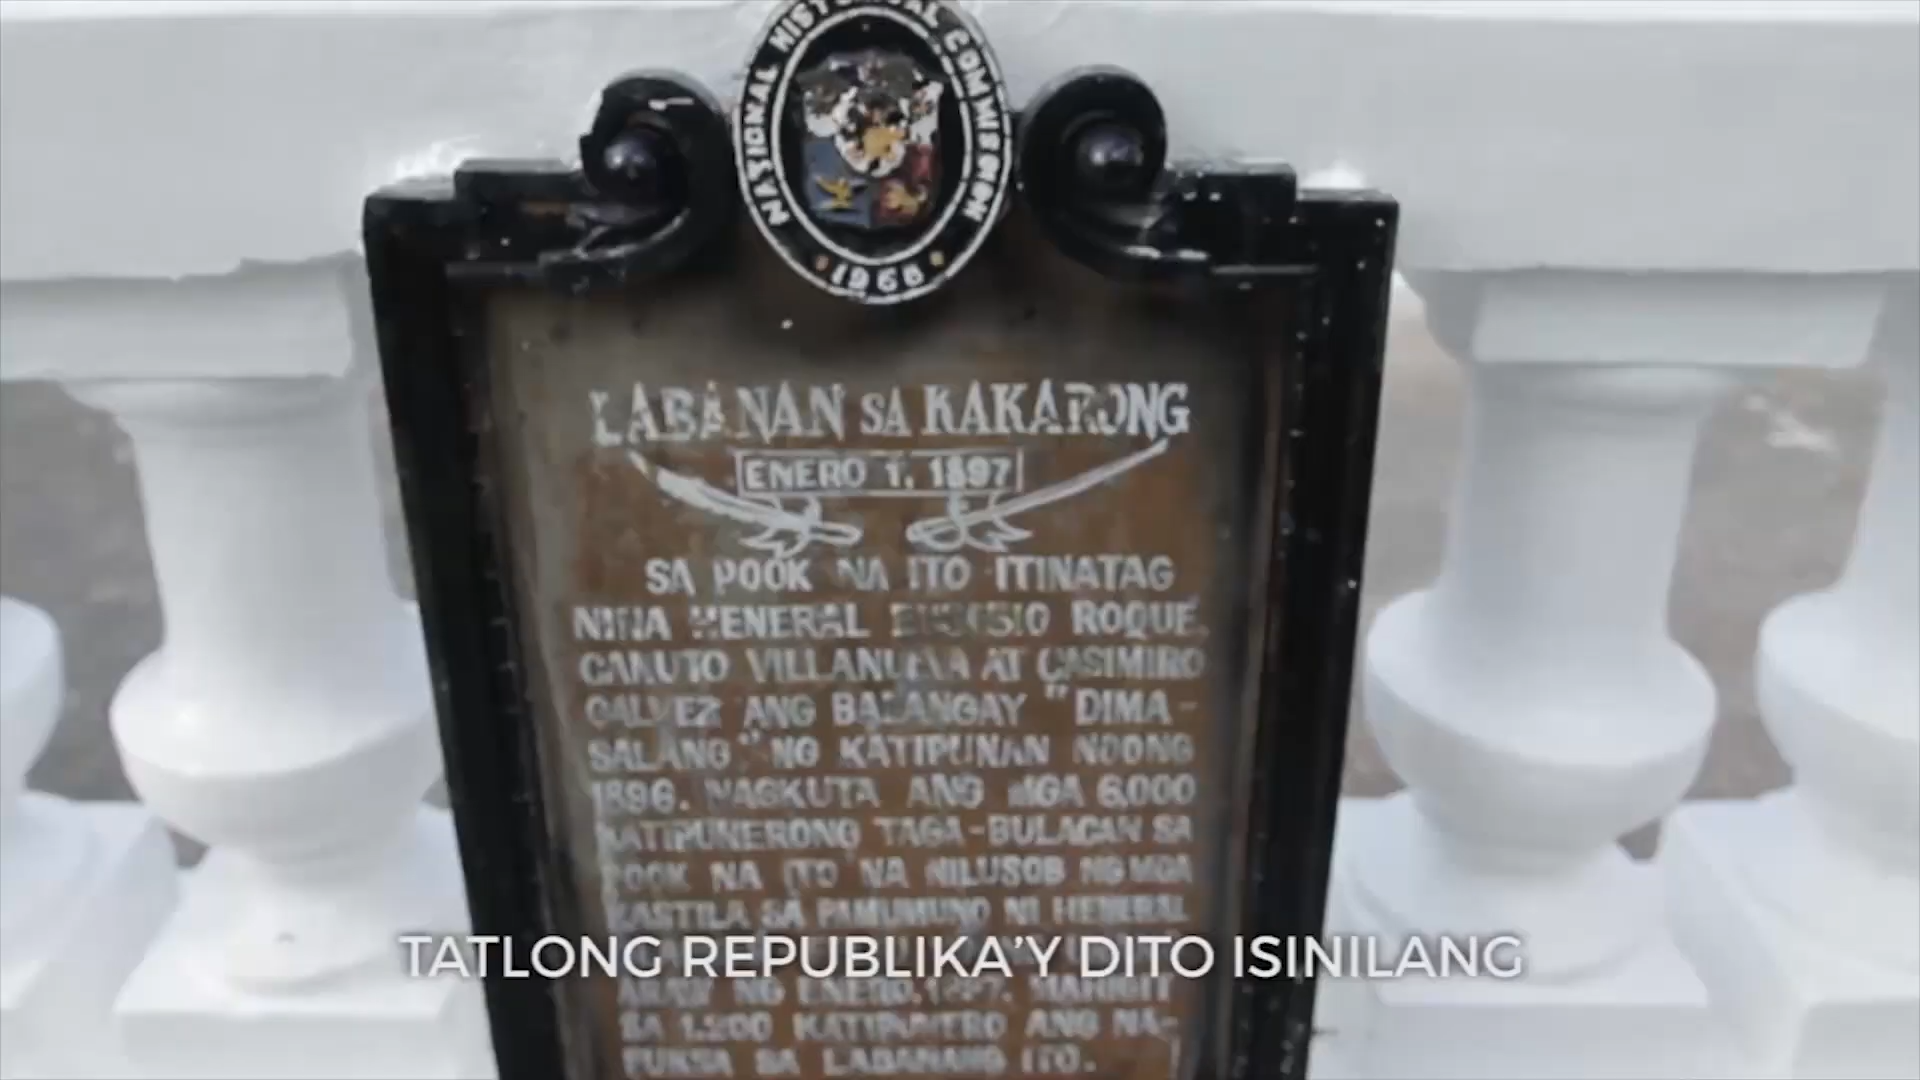 NATIONAL HISTORICAL COMMISSION
1968
LABANAN SA KAKARONG
ENERO 1, 1897
SA POOK NA ITO ITINATAG
NINA HENERAL EUSEBIO ROQUE,
CANUTO VILLANUEVA AT CASIMIRO
GALVEZ ANG BALANGAY "DIMA-
SALANG" NG KATIPUNAN NOONG
1896. NAGKUTA ANG MGA 6,000
KATIPUNERONG TAGA-BULACAN SA
POOK NA ITO NA NILUSOB NG MGA
KASTILA SA PAMUMUNO NI HENERAL
TATLONG REPUBLIKA'Y DITO ISINILANG
ARAW NG ENERO, 1897. MAHIGIT
SA 1,200 KATIPUNERO ANG NA-
PUKSA SA LABANANG ITO.